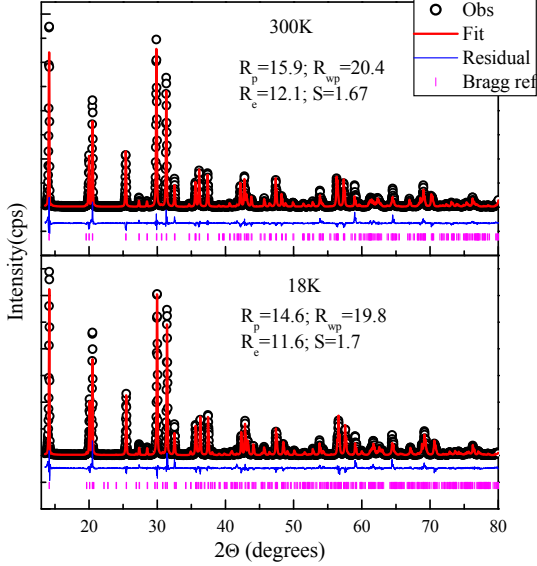 Obs
Fit
Residual
Bragg ref
300K
R_p=15.9; R_wp=20.4
R_e=12.1; S=1.67
18K
R_p=14.6; R_wp=19.8
R_e=11.6; S=1.7
Intensity(cps)
20 30 40 50 60 70 80
2Θ (degrees)